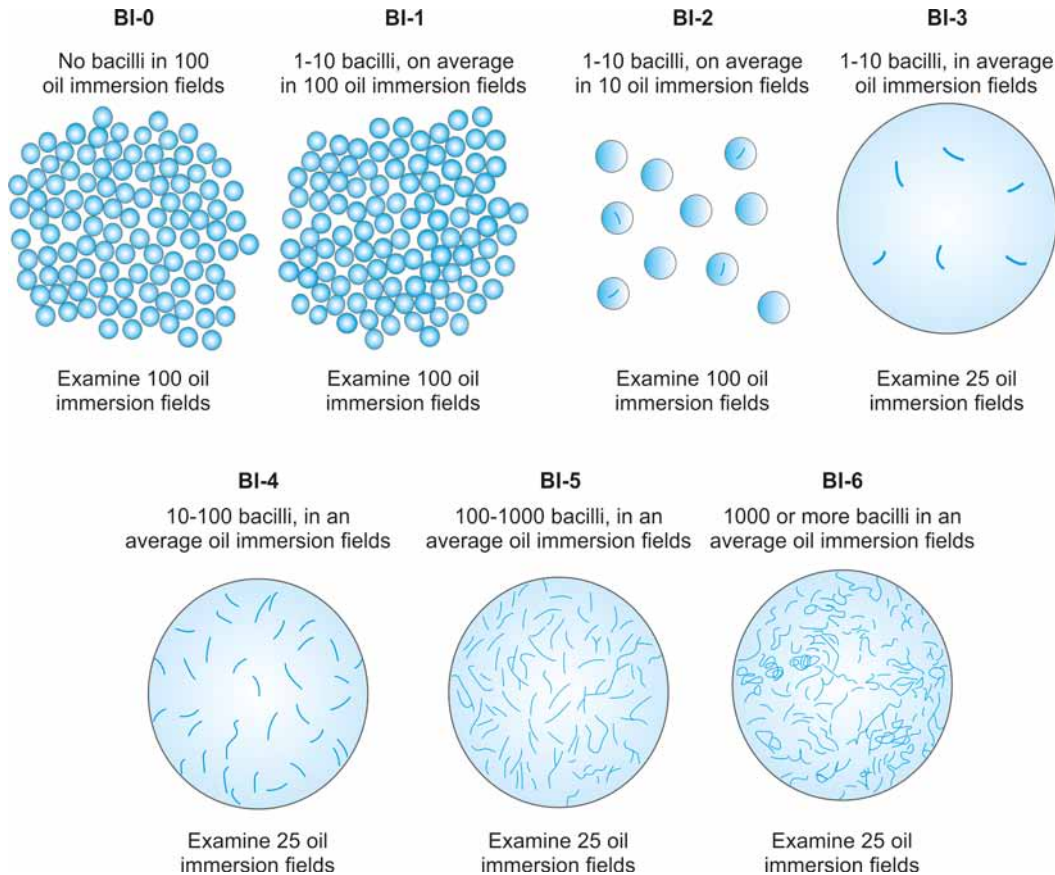 BI-0
No bacilli in 100
oil immersion fields
Examine 100 oil
immersion fields
BI-1
1-10 bacilli, on average
in 100 oil immersion fields
Examine 100 oil
immersion fields
BI-2
1-10 bacilli, on average
in 10 oil immersion fields
Examine 100 oil
immersion fields
BI-3
1-10 bacilli, in average
oil immersion fields
Examine 25 oil
immersion fields
BI-4
10-100 bacilli, in an
average oil immersion fields
Examine 25 oil
immersion fields
BI-5
100-1000 bacilli, in an
average oil immersion fields
Examine 25 oil
immersion fields
BI-6
1000 or more bacilli in an
average oil immersion fields
Examine 25 oil
immersion fields